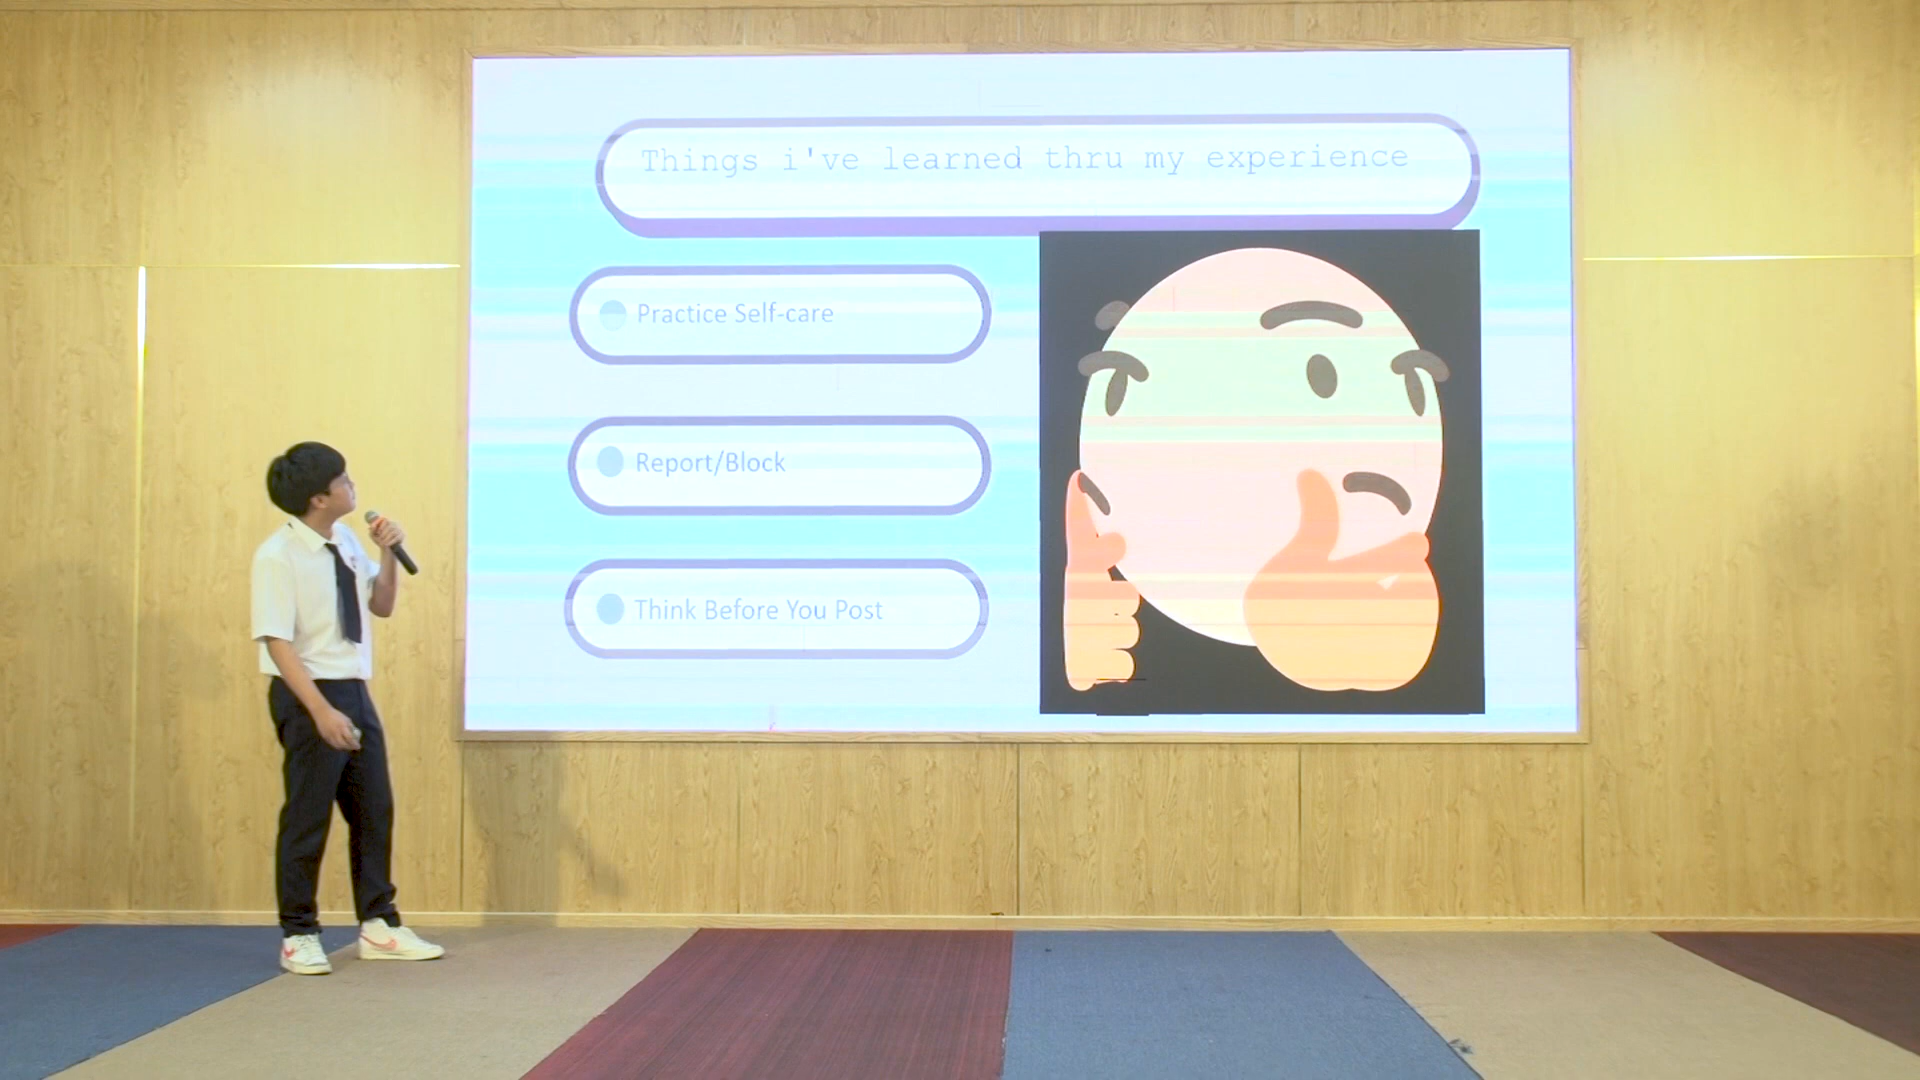 Things i've learned thru my experience
Practice Self-care
Report/Block
Think Before You Post